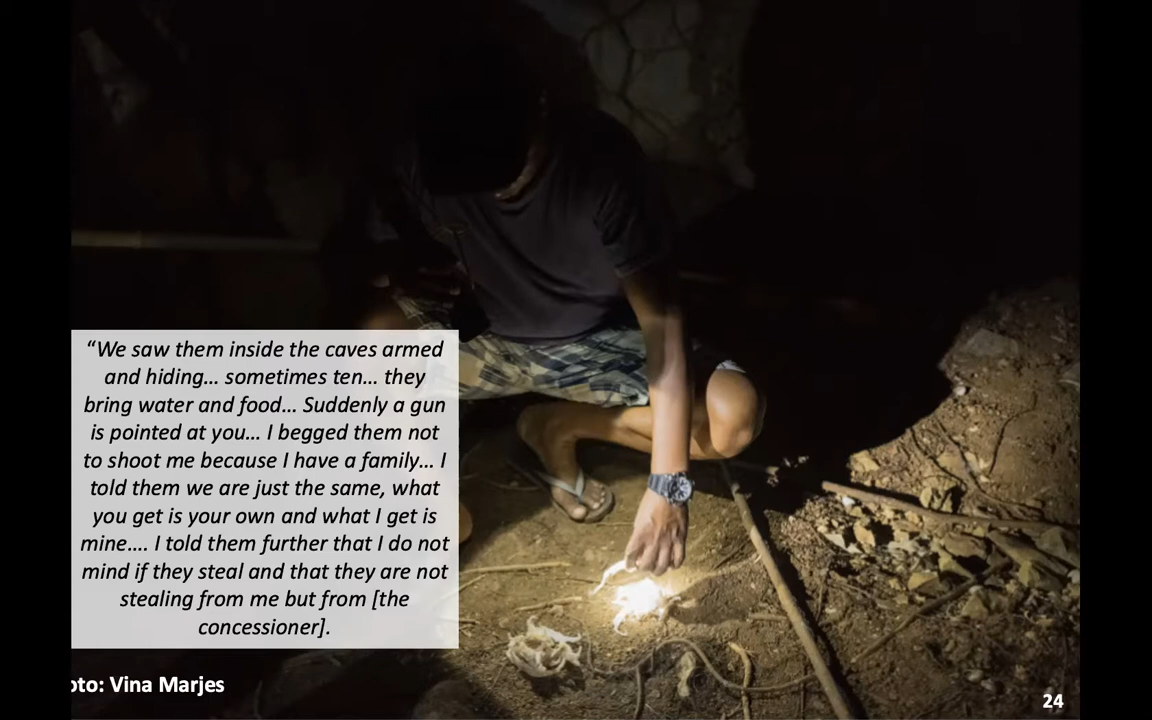 “We saw them inside the caves armed
and hiding… sometimes ten… they
bring water and food… Suddenly a gun
is pointed at you… I begged them not
to shoot me because I have a family… I
told them we are just the same, what
you get is your own and what I get is
mine…. I told them further that I do not
mind if they steal and that they are not
stealing from me but from [the
concessioner].
oto: Vina Marjes
24